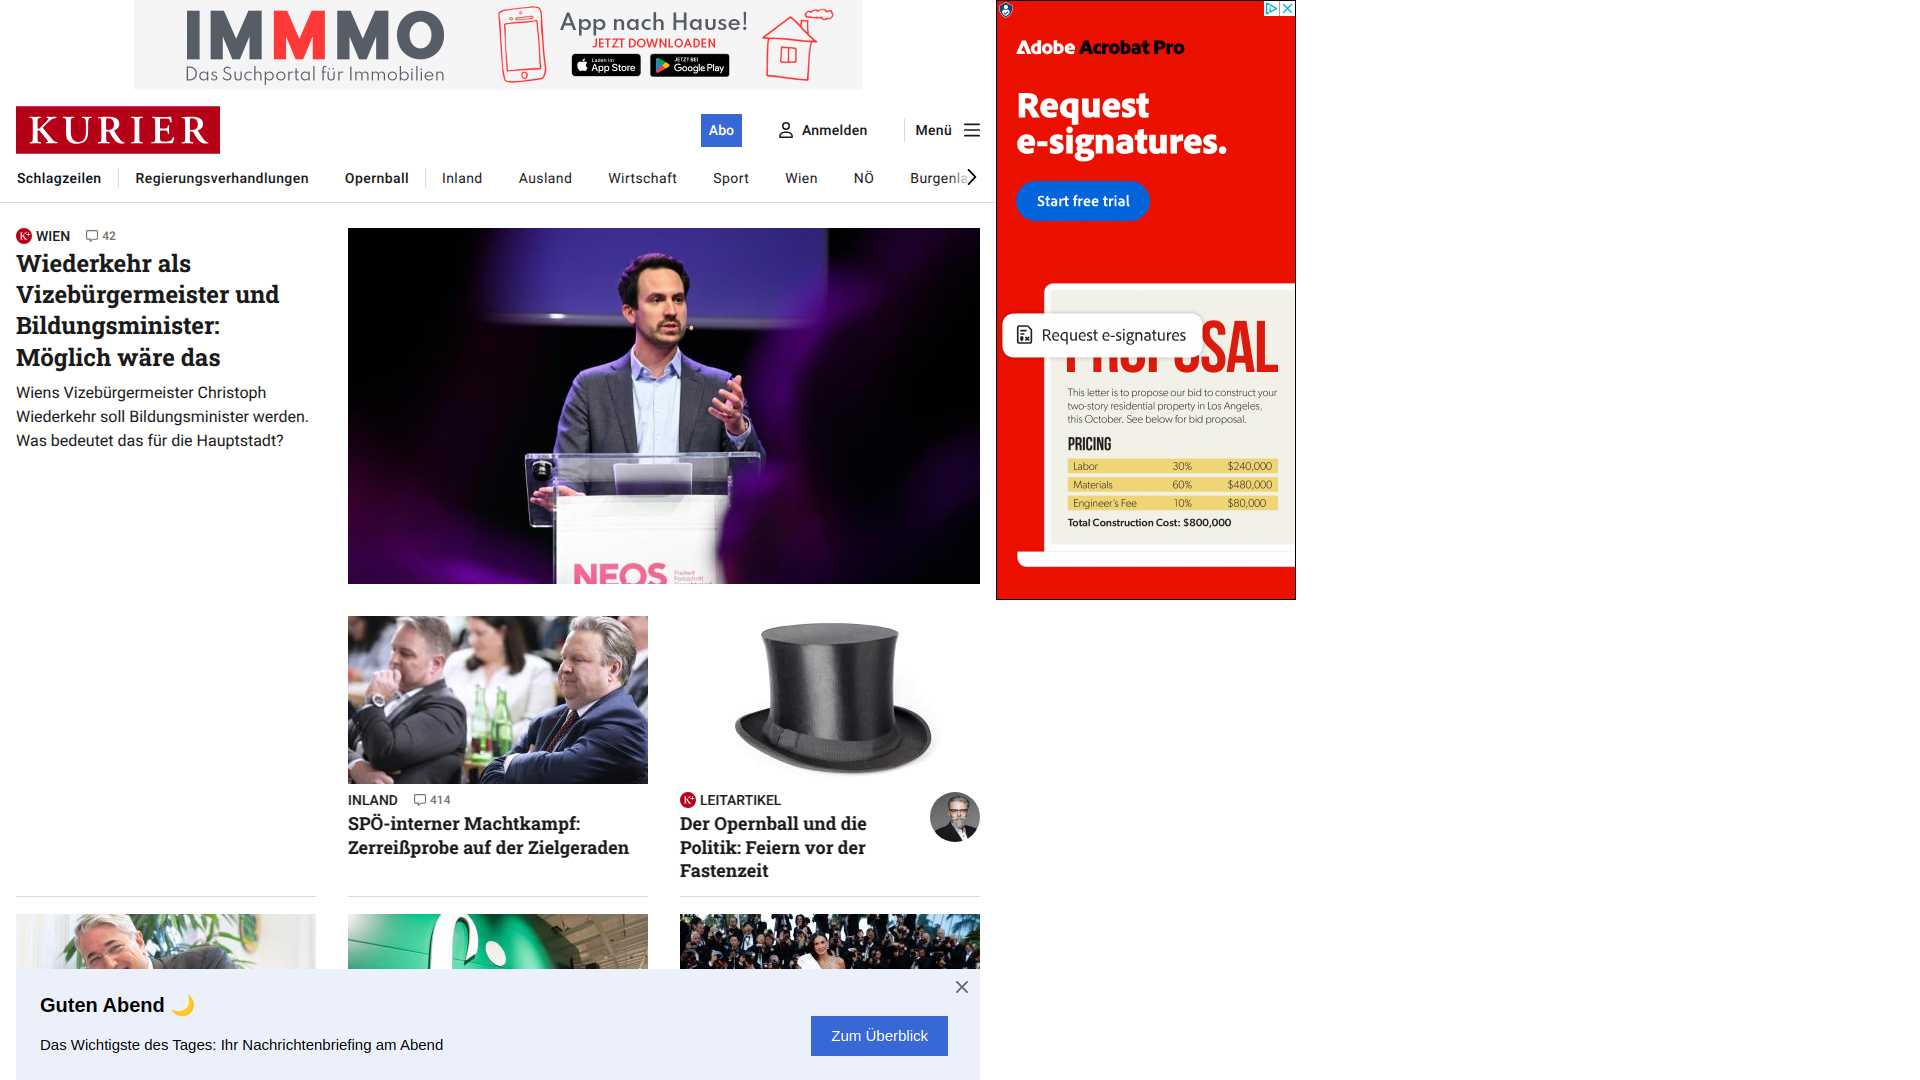 IMMMO
Das Suchportal für Immobilien
App nach Hause!
JETZT DOWNLOADEN
Laden im
App Store
JETZT BEI
Google Play
KURIER
Abo
Anmelden
Menü
Schlagzeilen
Regierungsverhandlungen
Opernball
Inland
Ausland
Wirtschaft
Sport
Wien
NÖ
Burgenla
K+ WIEN 42
Wiederkehr als
Vizebürgermeister und
Bildungsminister:
Möglich wäre das
Wiens Vizebürgermeister Christoph
Wiederkehr soll Bildungsminister werden.
Was bedeutet das für die Hauptstadt?
NEOS
INLAND 414
SPÖ-interner Machtkampf:
Zerreißprobe auf der Zielgeraden
K+ LEITARTIKEL
Der Opernball und die
Politik: Feiern vor der
Fastenzeit
Guten Abend 🌙
Das Wichtigste des Tages: Ihr Nachrichtenbriefing am Abend
Zum Überblick
Adobe Acrobat Pro
Request
e-signatures.
Start free trial
Request e-signatures
PROPOSAL
This letter is to propose our bid to construct your
two-story residential property in Los Angeles,
this October. See below for bid proposal.
PRICING
Labor 30% $240,000
Materials 60% $480,000
Engineer's Fee 10% $80,000
Total Construction Cost: $800,000